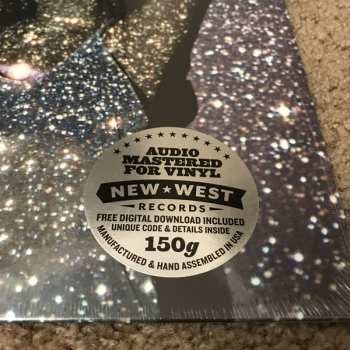 AUDIO
MASTERED
FOR VINYL
NEW★WEST
RECORDS
FREE DIGITAL DOWNLOAD INCLUDED
UNIQUE CODE & DETAILS INSIDE
150g
MANUFACTURED & HAND ASSEMBLED IN USA